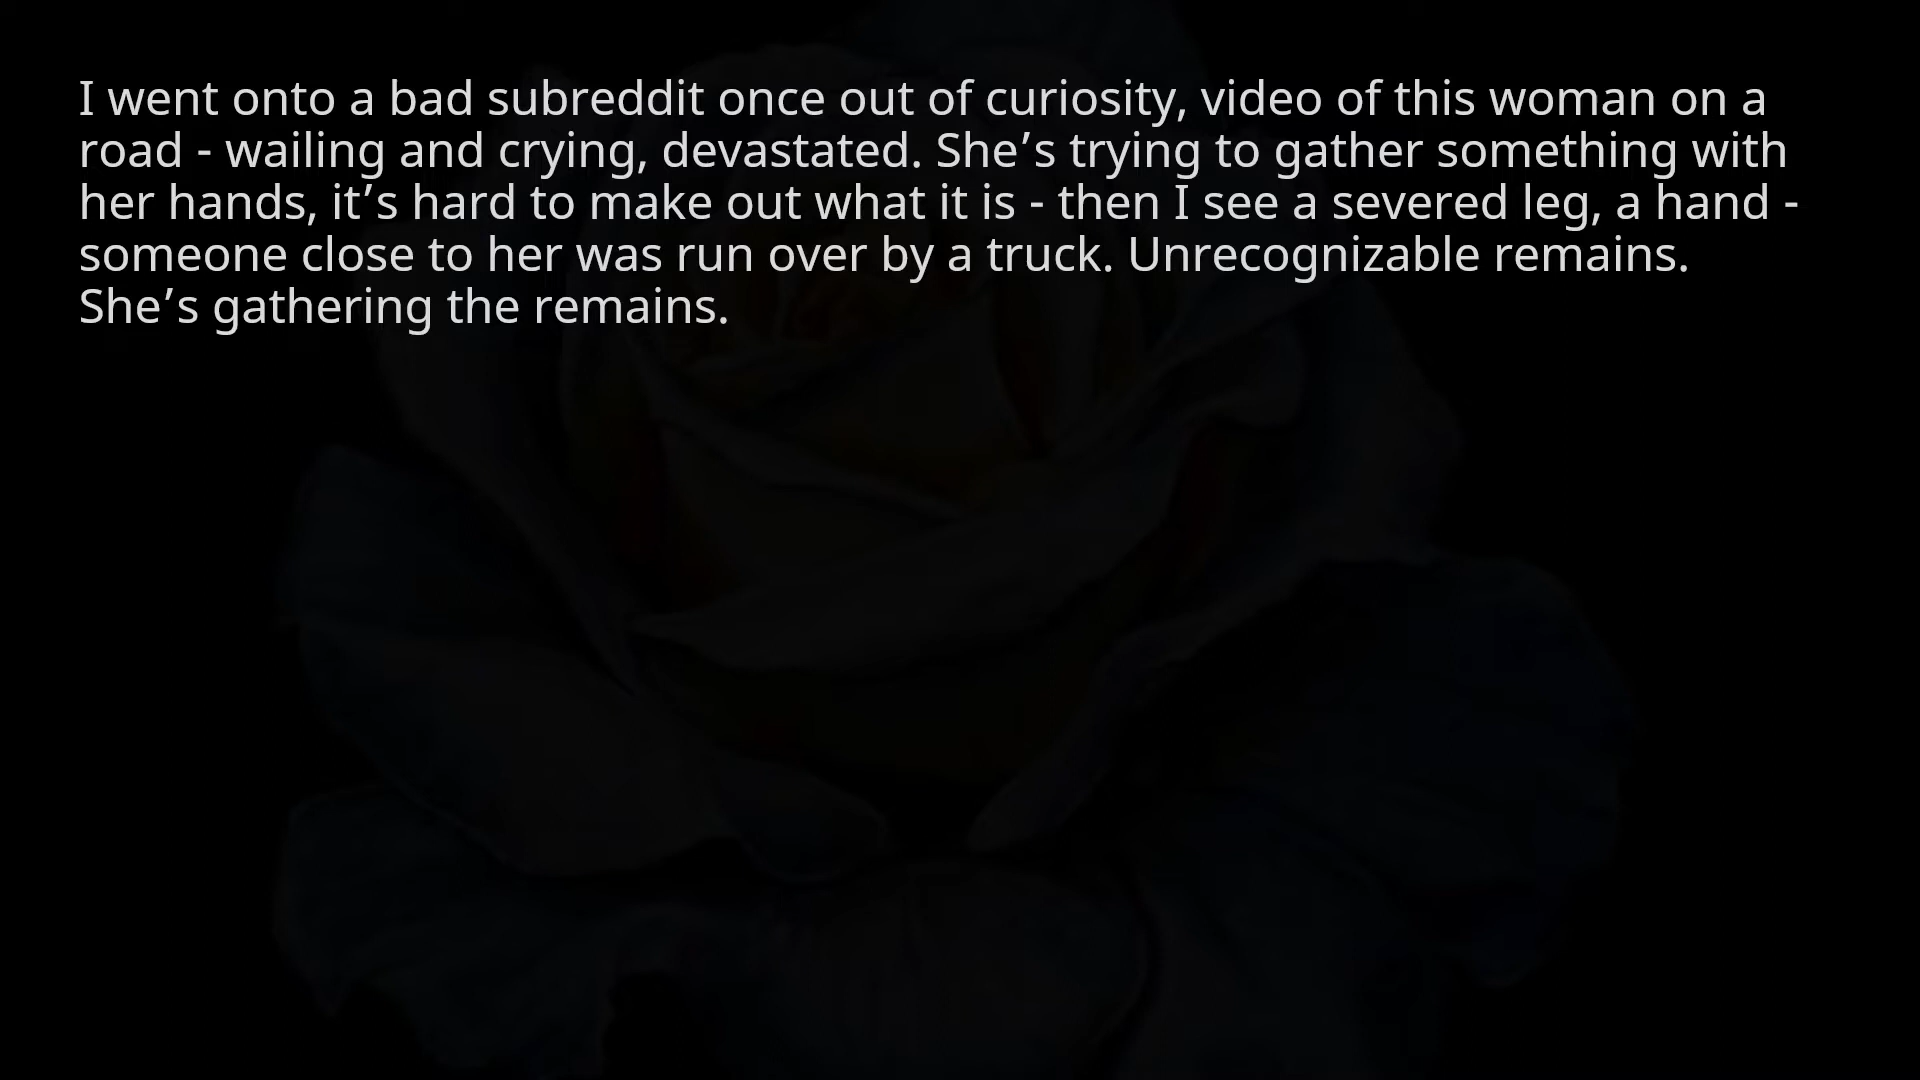 I went onto a bad subreddit once out of curiosity, video of this woman on a
road - wailing and crying, devastated. She’s trying to gather something with
her hands, it’s hard to make out what it is - then I see a severed leg, a hand -
someone close to her was run over by a truck. Unrecognizable remains.
She’s gathering the remains.